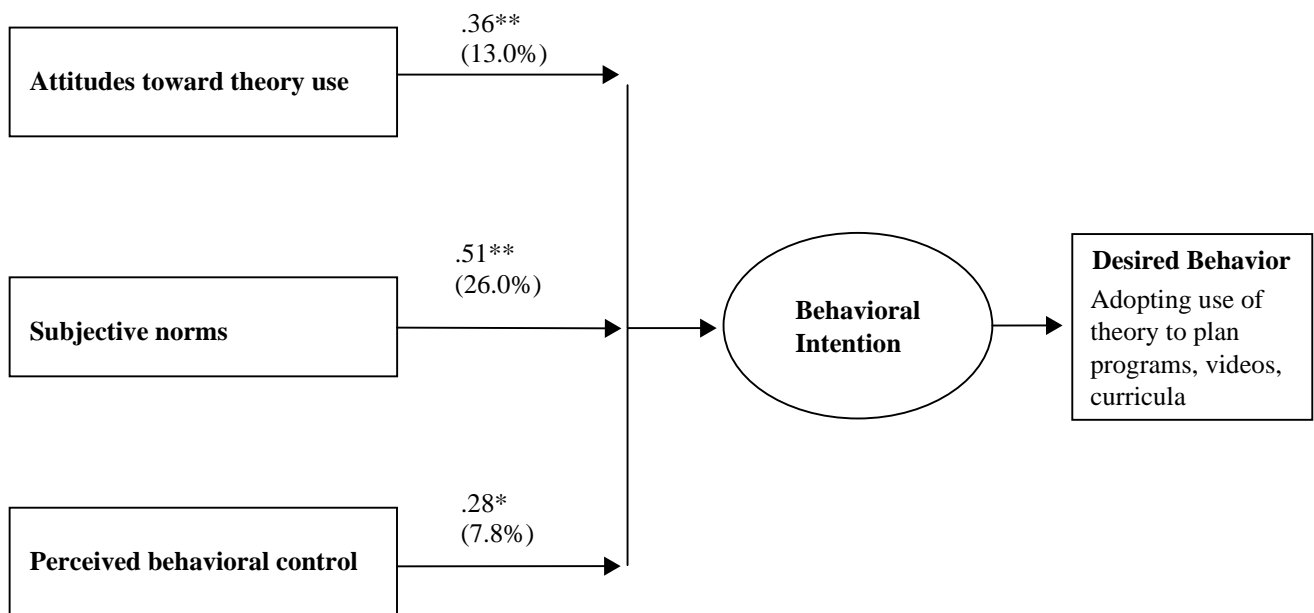 .36**
(13.0%)
Attitudes toward theory use
.51**
(26.0%)
Subjective norms
.28*
(7.8%)
Perceived behavioral control
Behavioral
Intention
Desired Behavior
Adopting use of
theory to plan
programs, videos,
curricula